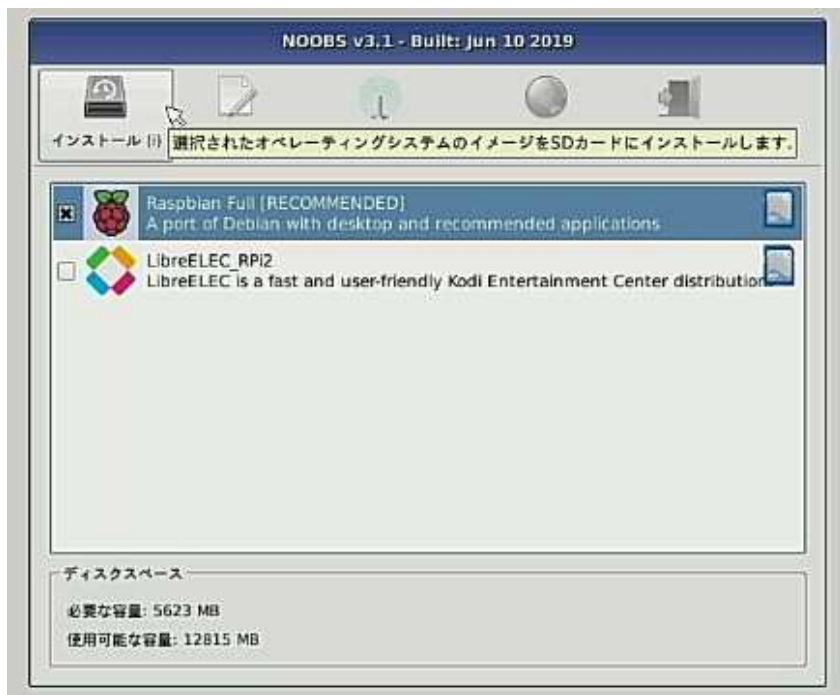 NOOBS v3.1 - Built: Jun 10 2019
インストール (i)
選択されたオペレーティングシステムのイメージをSDカードにインストールします.
Raspbian Full [RECOMMENDED]
A port of Debian with desktop and recommended applications
LibreELEC_RPi2
LibreELEC is a fast and user-friendly Kodi Entertainment Center distribution
ディスクスペース
必要な容量: 5623 MB
使用可能な容量: 12815 MB